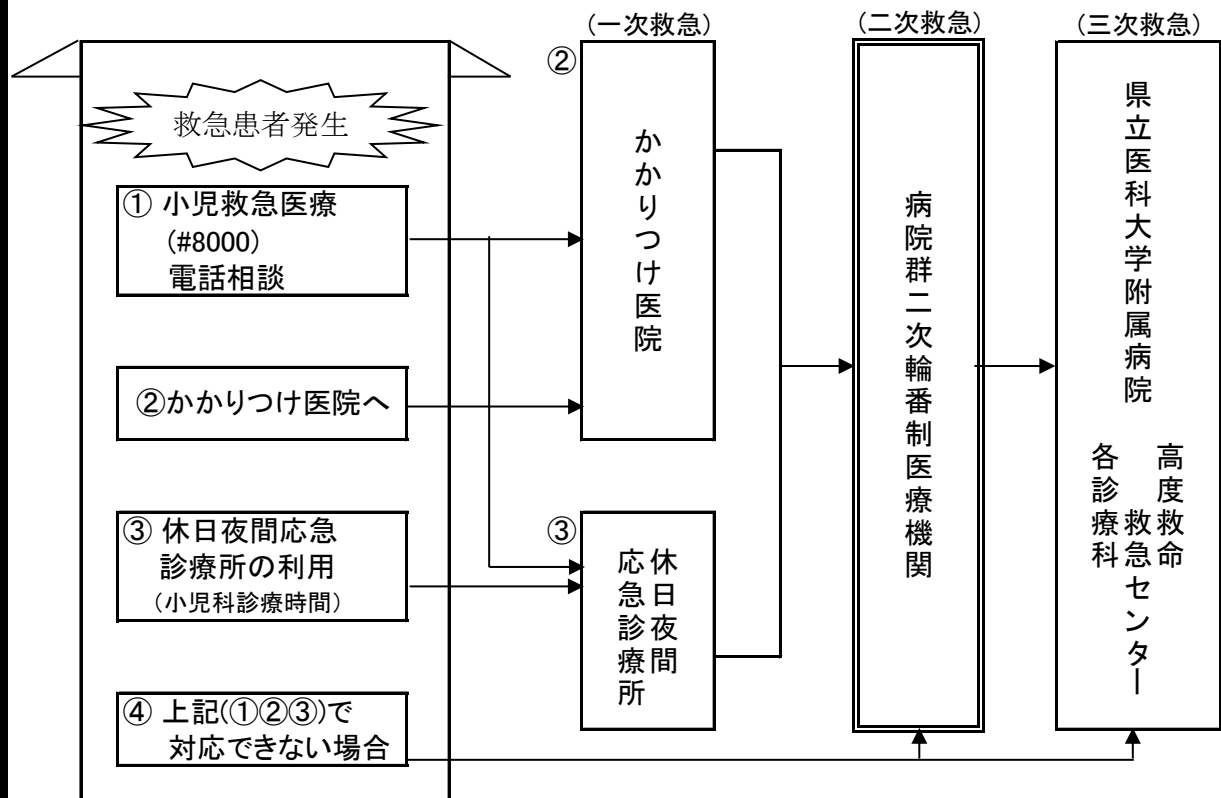 (一次救急)
(二次救急)
(三次救急)
救急患者発生
① 小児救急医療
(#8000)
電話相談
②かかりつけ医院へ
③ 休日夜間応急
診療所の利用
(小児科診療時間)
④ 上記(①②③)で
対応できない場合
②
かかりつけ医院
③
休日夜間
応急診療所
病院群二次輪番制医療機関
県立医科大学附属病院
高度救命
救急センター
各診療科